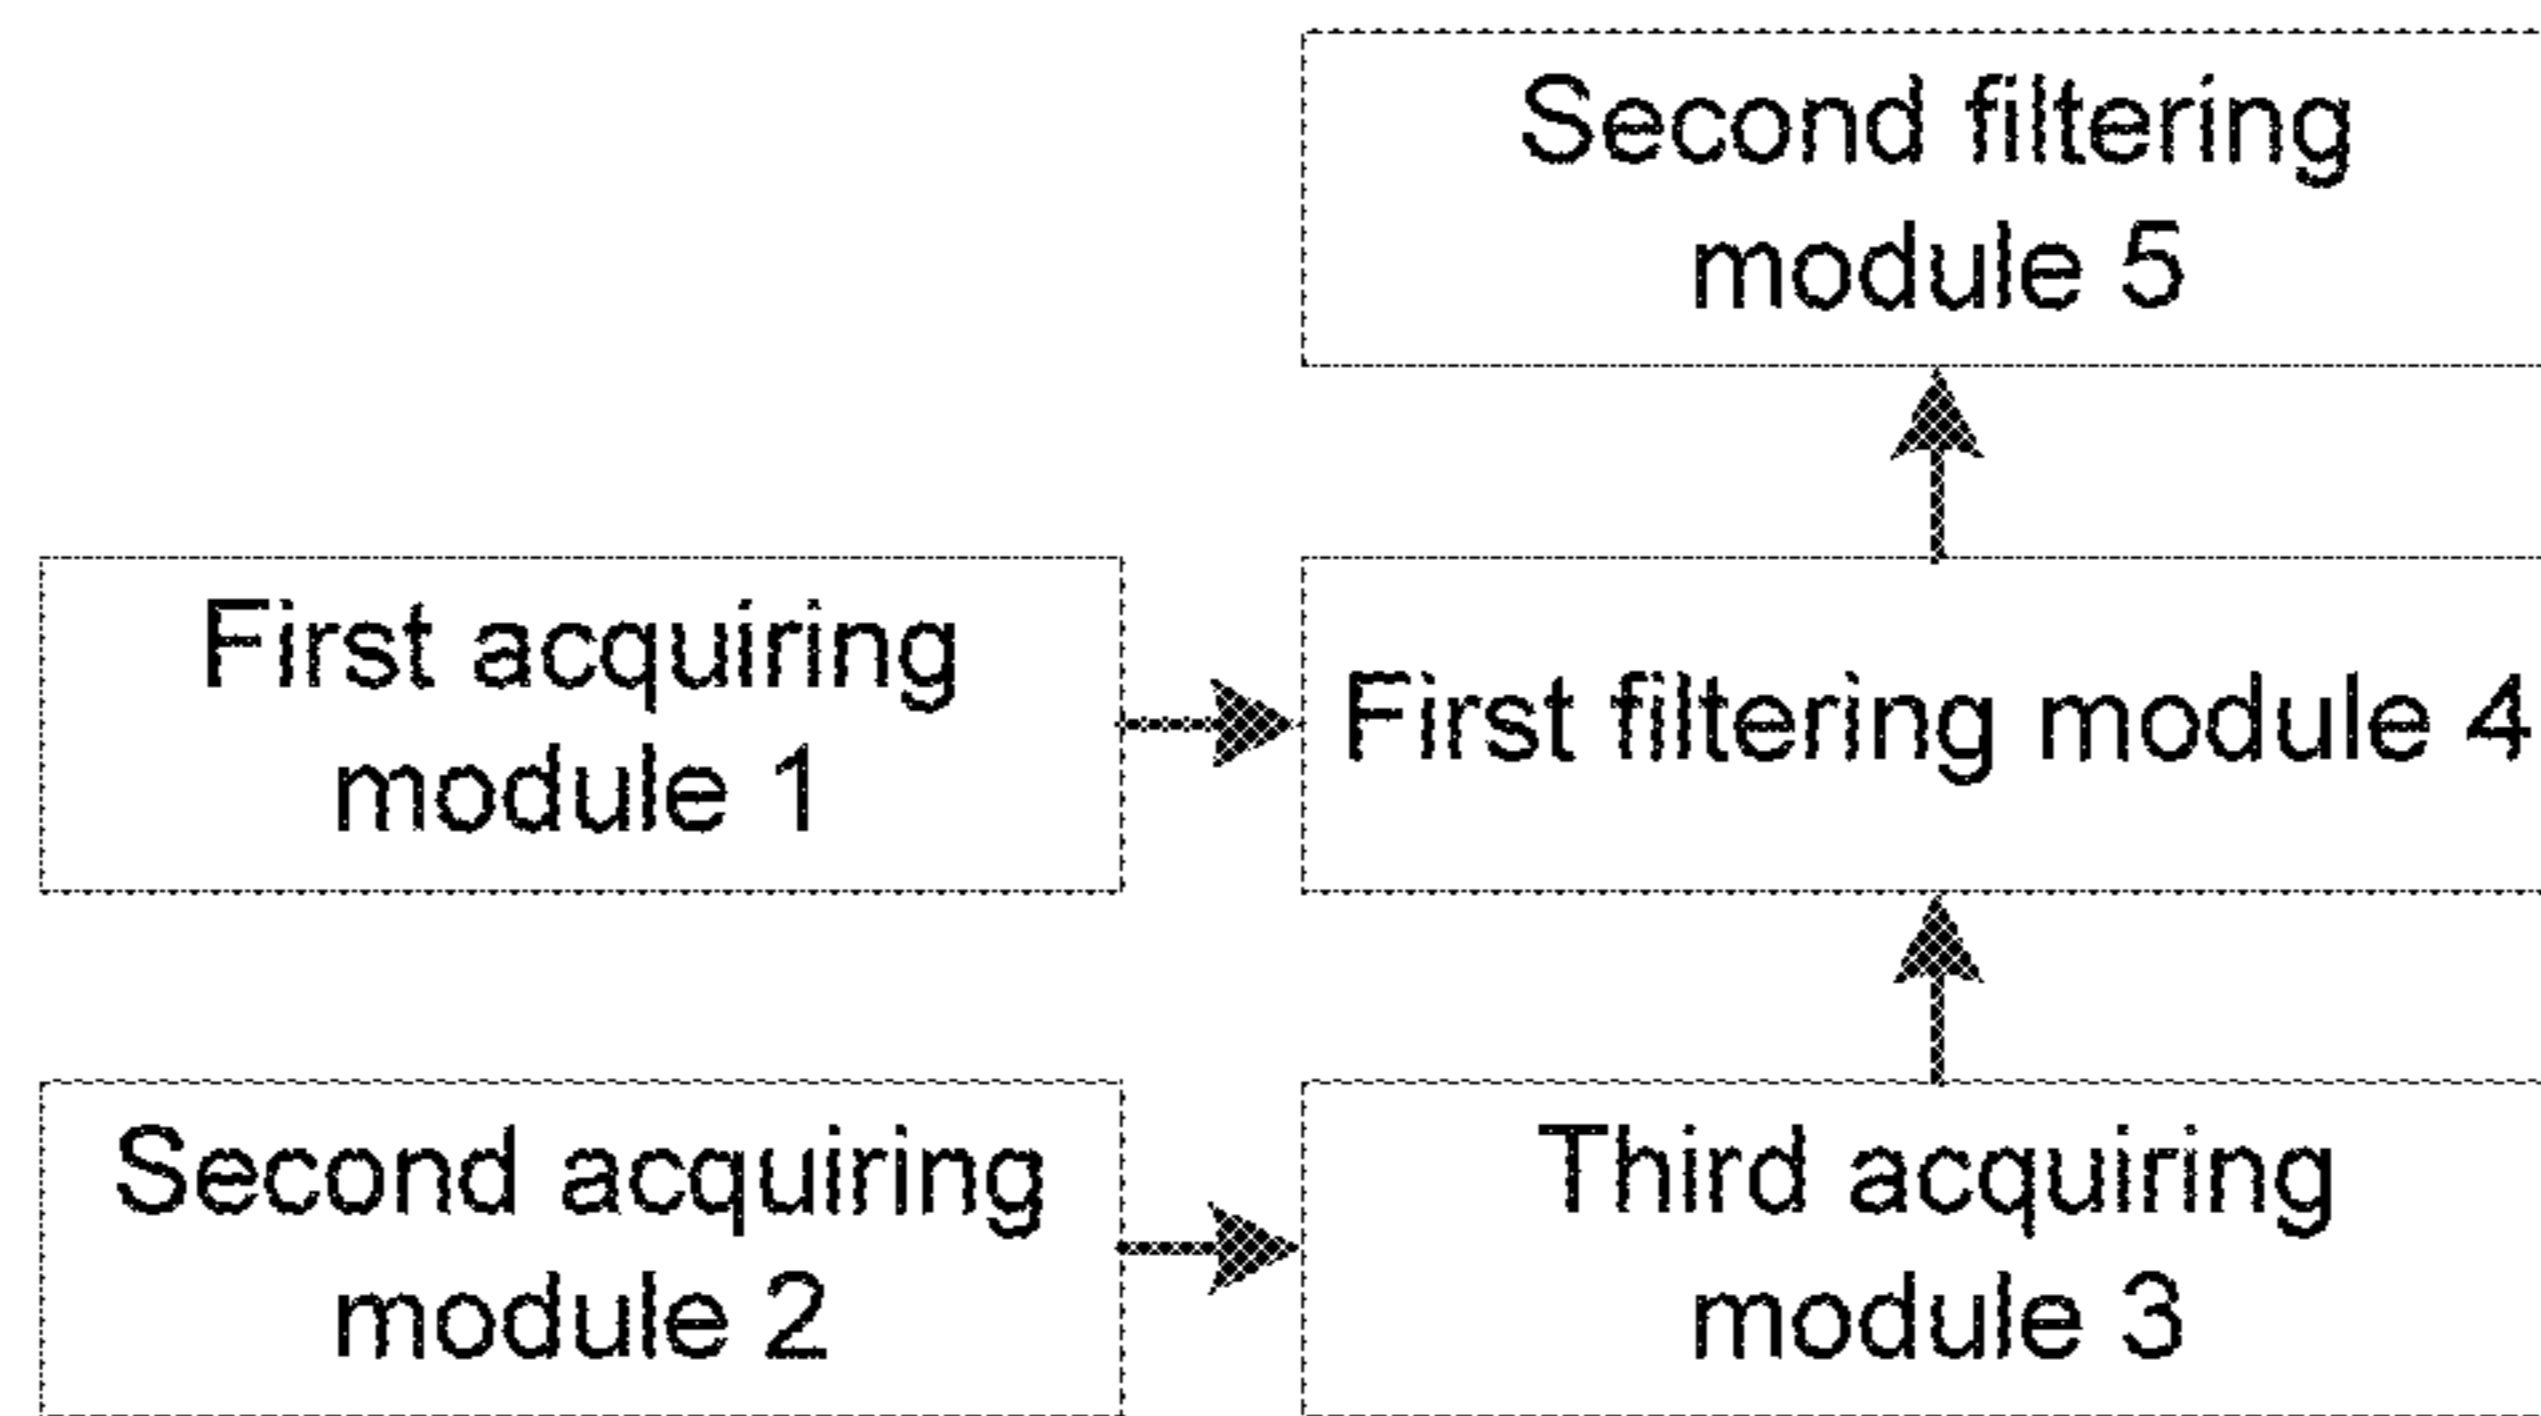 Second filtering
module 5
First acquiring
module 1
First filtering module 4
Second acquiring
module 2
Third acquiring
module 3